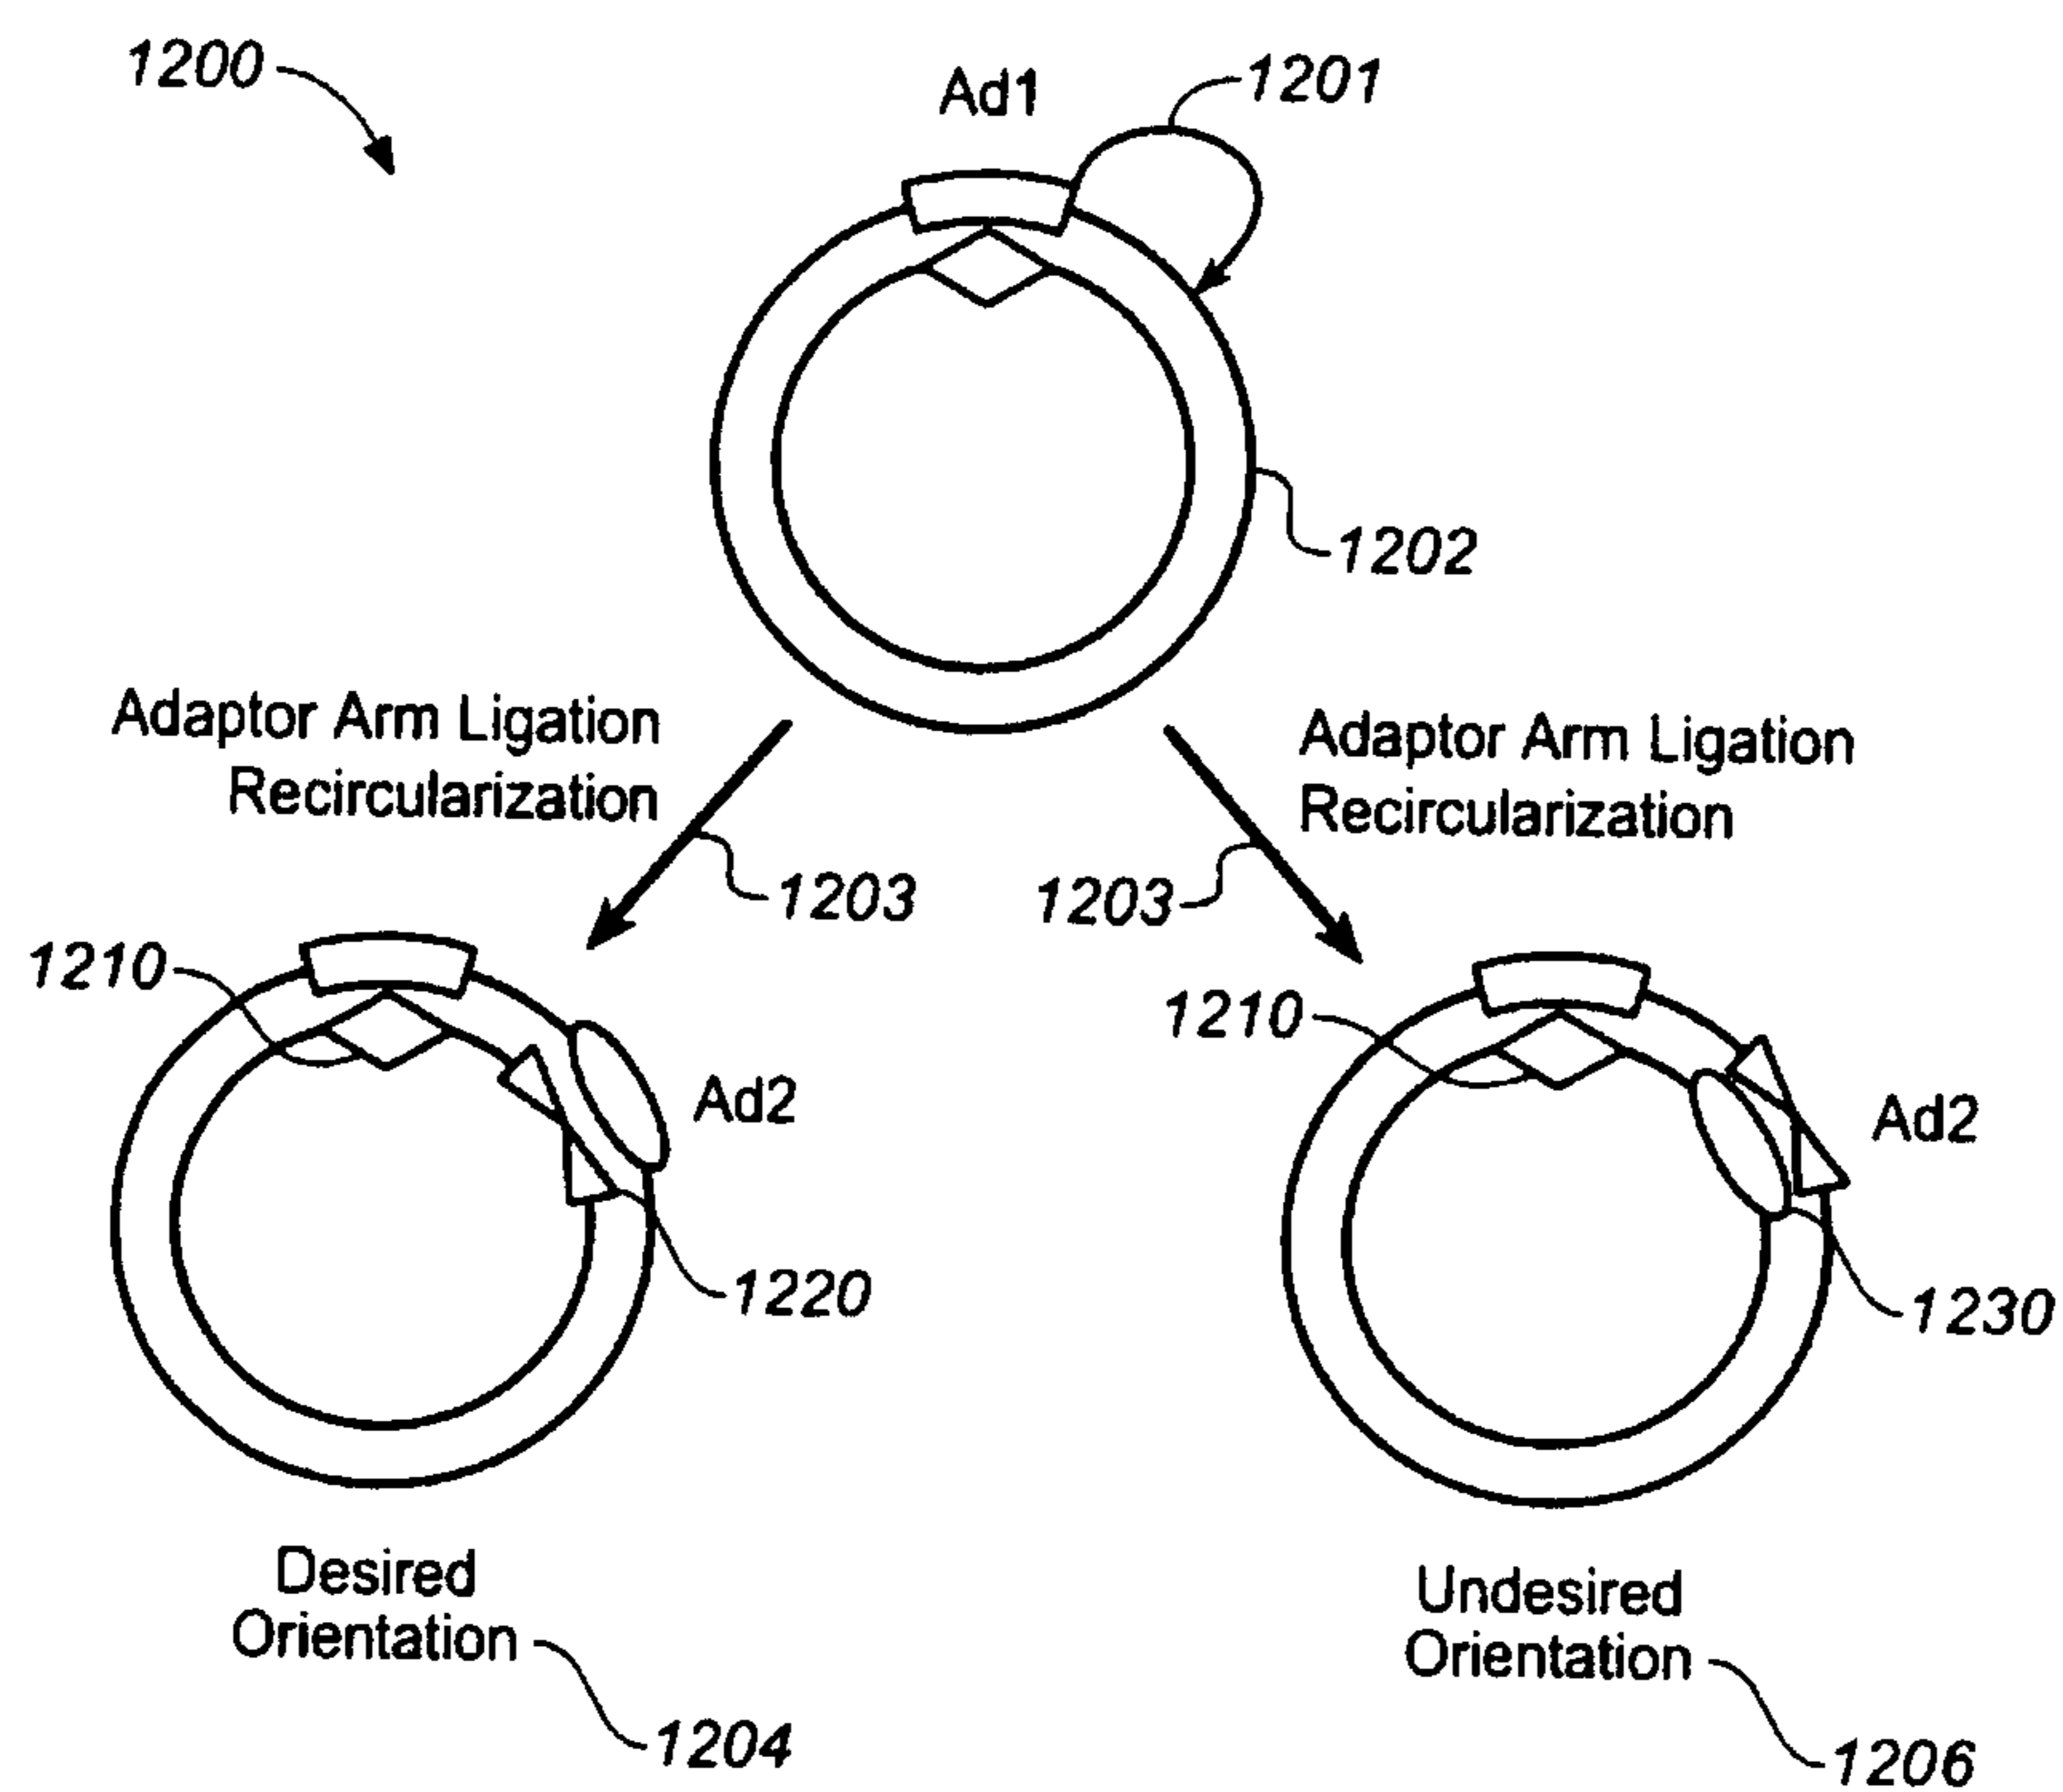 1200
Ad1
1201
1202
Adaptor Arm Ligation
Recircularization
Adaptor Arm Ligation
Recircularization
1203
1203
1210
Ad2
1220
1210
Ad2
1230
Desired
Orientation
1204
Undesired
Orientation
1206